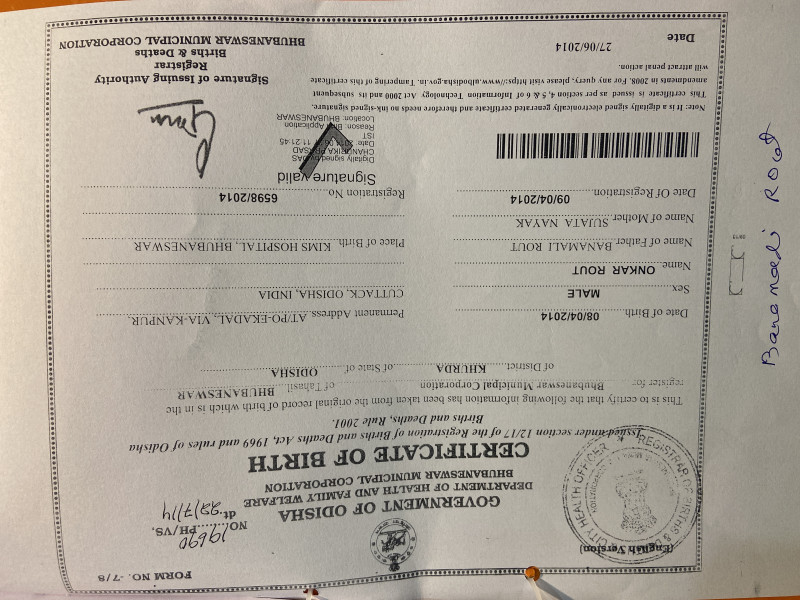 FORM NO. -7/8
(English Version)
GOVERNMENT OF ODISHA
DEPARTMENT OF HEALTH AND FAMILY WELFARE
BHUBANESWAR MUNICIPAL CORPORATION
NO. 19690 PH/VS.
dt 22/7/14
CERTIFICATE OF BIRTH
Issued under section 12/17 of the Registration of Births and Deaths, Act, 1969 and rules of Odisha
Births and Deaths, Rule, 2001.
This is to certify that the following information has been taken from the original record of birth which is in the
register for Bhubaneswar Municipal Corporation of Tahasil BHUBANESWAR
of District KHURDA of State of ODISHA
Date of Birth 08/04/2014
Permanent Address. AT/PO-EKADAL, VIA-KANPUR,
Sex MALE
CUTTACK, ODISHA, INDIA
Name ONKAR ROUT
Name of Father BANAMALI ROUT
Place of Birth KIMS HOSPITAL, BHUBANESWAR
Name of Mother SUJATA NAYAK
Date Of Registration 09/04/2014
Registration No 6598/2014
Signature valid
Digitally signed by DAS
CHANDRIKA PRASAD
IST
Reason: Birth Application
Location: BHUBANESWAR
Note: It is a digitally signed electronically generated certificate and therefore needs no ink-signed signature.
This certificate is issued as per section 4, 5 & 6 of Information Technology Act 2000 and its subsequent
amendments in 2008. For any query, please visit https://www.ulbodisha.gov.in. Tampering of this certificate
will attract penal action.
Date 27/06/2014
Signature of Issuing Authority
Registrar
Births & Deaths
BHUBANESWAR MUNICIPAL CORPORATION
CITY HEALTH OFFICER ★ REGISTRAR OF BIRTHS &
Banamali Rout